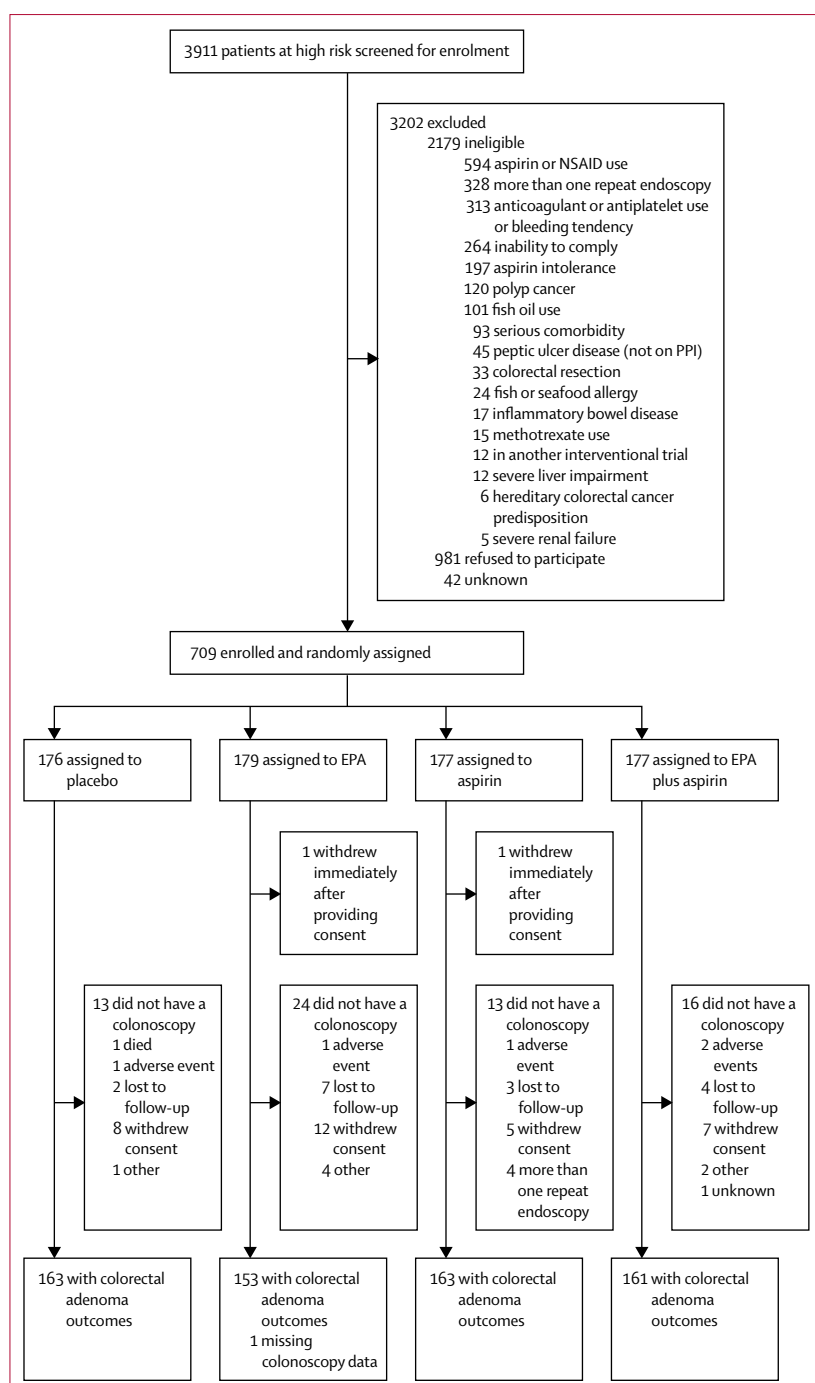 3911 patients at high risk screened for enrolment
3202 excluded
2179 ineligible
594 aspirin or NSAID use
328 more than one repeat endoscopy
313 anticoagulant or antiplatelet use
or bleeding tendency
264 inability to comply
197 aspirin intolerance
120 polyp cancer
101 fish oil use
93 serious comorbidity
45 peptic ulcer disease (not on PPI)
33 colorectal resection
24 fish or seafood allergy
17 inflammatory bowel disease
15 methotrexate use
12 in another interventional trial
12 severe liver impairment
6 hereditary colorectal cancer
predisposition
5 severe renal failure
981 refused to participate
42 unknown
709 enrolled and randomly assigned
176 assigned to
placebo
179 assigned to EPA
177 assigned to
aspirin
177 assigned to EPA
plus aspirin
1 withdrew
immediately
after
providing
consent
1 withdrew
immediately
after
providing
consent
13 did not have a
colonoscopy
1 died
1 adverse event
2 lost to
follow-up
8 withdrew
consent
1 other
24 did not have a
colonoscopy
1 adverse
event
7 lost to
follow-up
12 withdrew
consent
4 other
13 did not have a
colonoscopy
1 adverse
event
3 lost to
follow-up
5 withdrew
consent
4 more than
one repeat
endoscopy
16 did not have a
colonoscopy
2 adverse
events
4 lost to
follow-up
7 withdrew
consent
2 other
1 unknown
163 with colorectal
adenoma
outcomes
153 with colorectal
adenoma
outcomes
1 missing
colonoscopy data
163 with colorectal
adenoma
outcomes
161 with colorectal
adenoma
outcomes